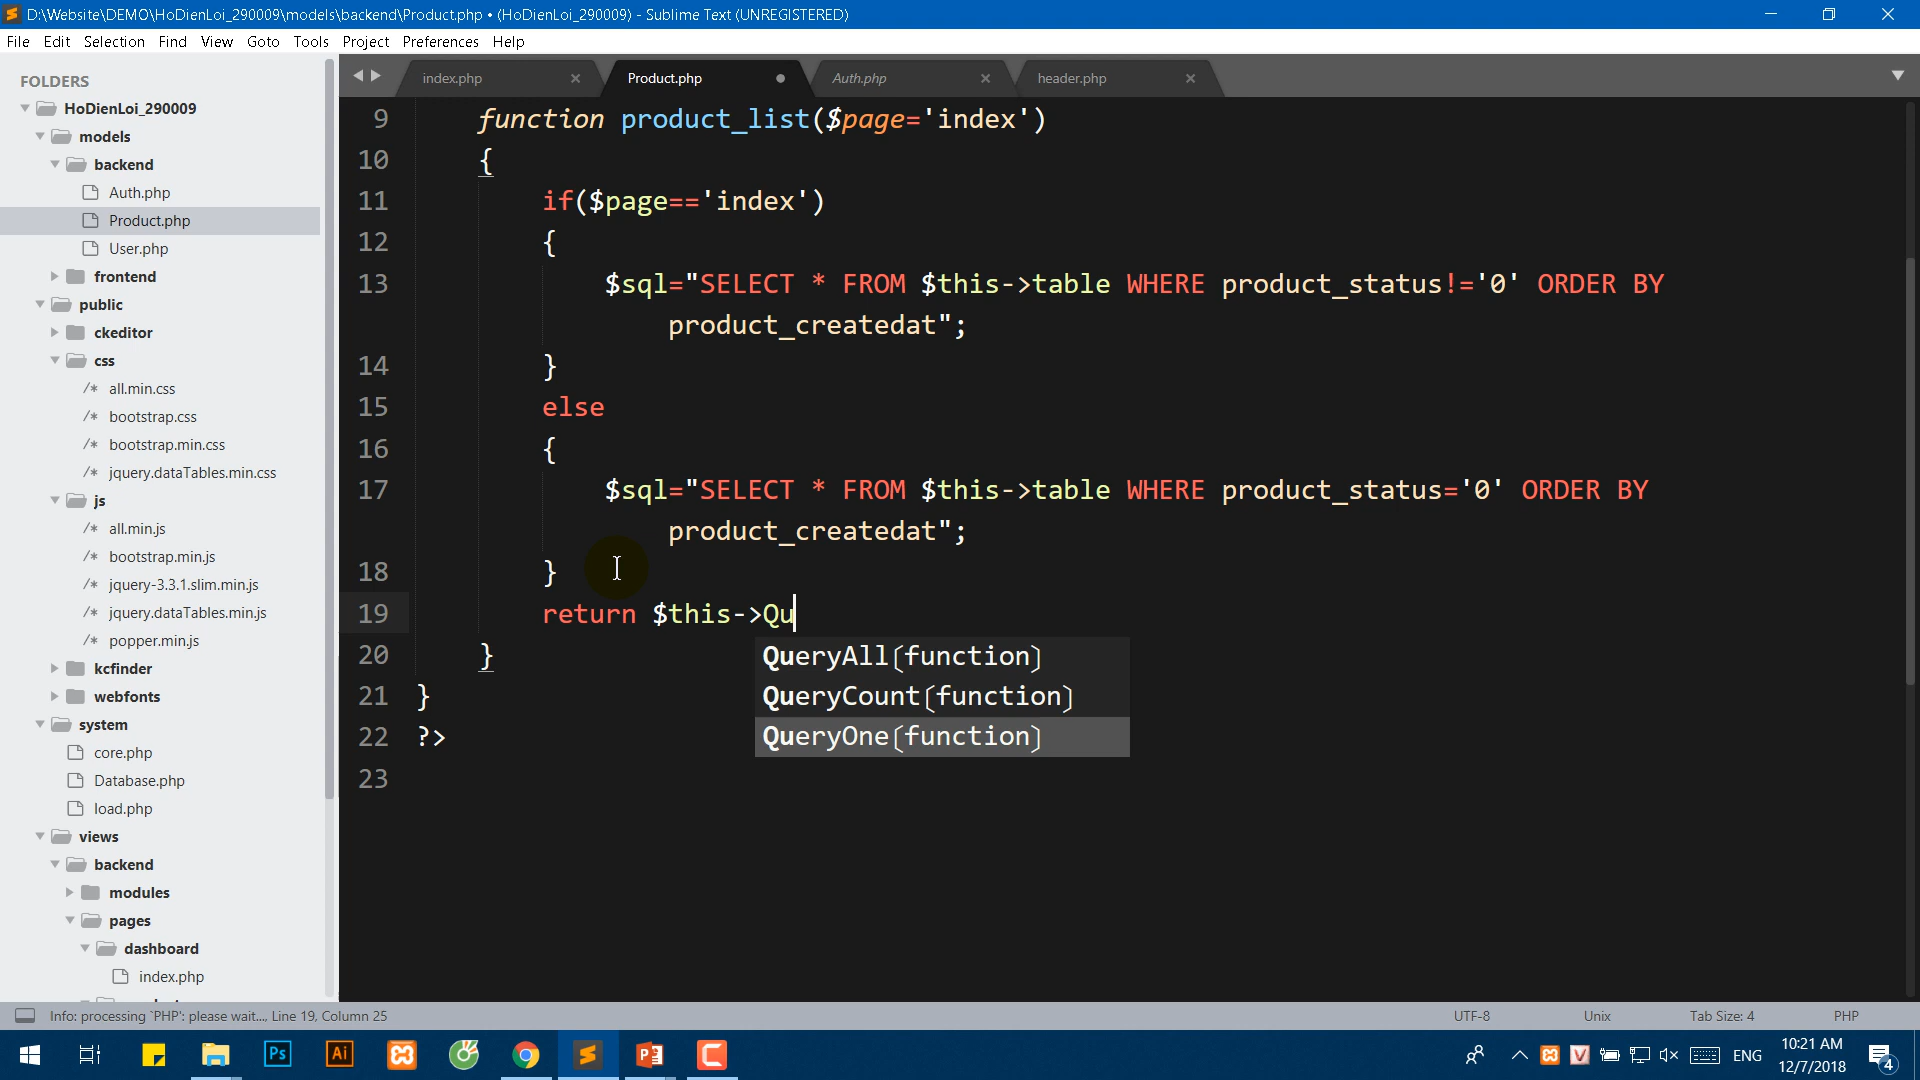 D:\Website\DEMO\HoDienLoi_290009\models\backend\Product.php • (HoDienLoi_290009) - Sublime Text (UNREGISTERED)
File Edit Selection Find View Goto Tools Project Preferences Help
FOLDERS
HoDienLoi_290009
models
backend
Auth.php
Product.php
User.php
frontend
public
ckeditor
css
/* all.min.css
/* bootstrap.css
/* bootstrap.min.css
/* jquery.dataTables.min.css
js
/* all.min.js
/* bootstrap.min.js
/* jquery-3.3.1.slim.min.js
/* jquery.dataTables.min.js
/* popper.min.js
kcfinder
webfonts
system
core.php
Database.php
load.php
views
backend
modules
pages
dashboard
index.php
index.php Product.php Auth.php header.php
9 function product_list($page='index')
10 {
11 if($page=='index')
12 {
13 $sql="SELECT * FROM $this->table WHERE product_status!='0' ORDER BY
product_createdat";
14 }
15 else
16 {
17 $sql="SELECT * FROM $this->table WHERE product_status='0' ORDER BY
product_createdat";
18 }
19 return $this->Qu
QueryAll(function)
QueryCount(function)
QueryOne(function)
20 }
21 }
22 ?>
23
Info: processing `PHP': please wait..., Line 19, Column 25 UTF-8 Unix Tab Size: 4 PHP
Ps Ai ENG 10:21 AM
12/7/2018 4